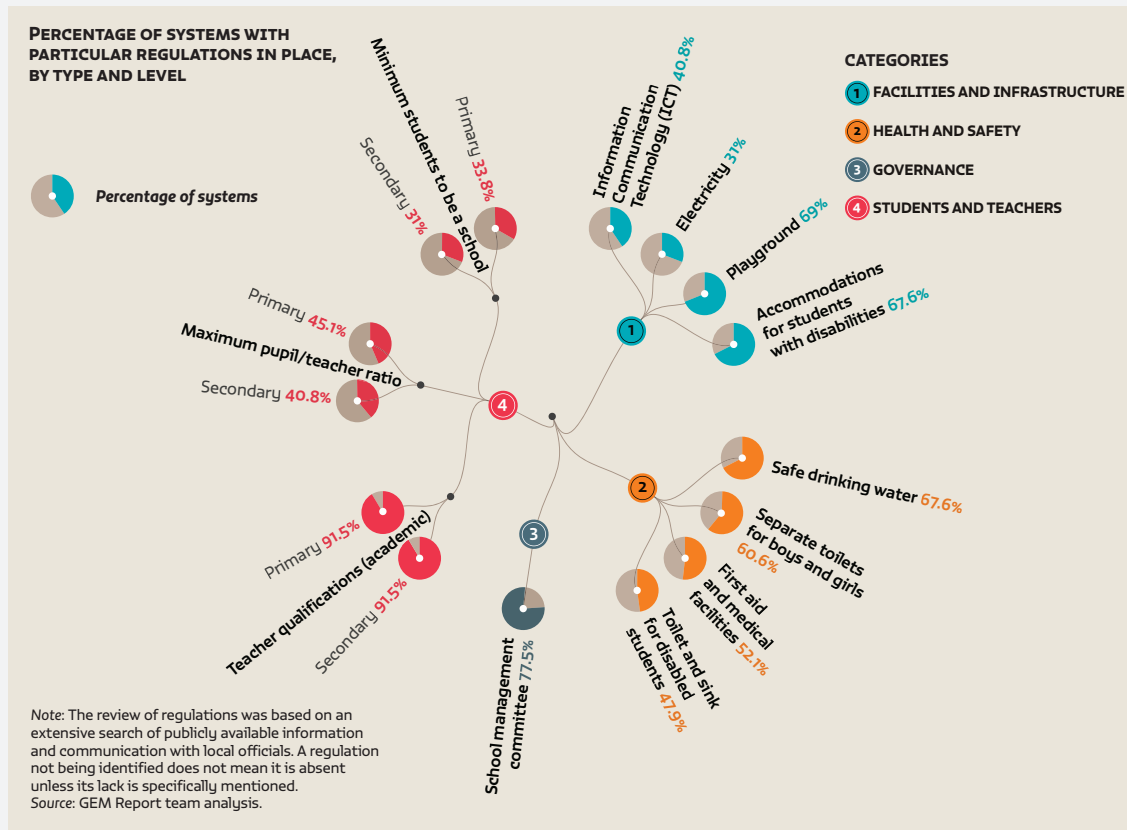 PERCENTAGE OF SYSTEMS WITH
PARTICULAR REGULATIONS IN PLACE,
BY TYPE AND LEVEL
Percentage of systems
CATEGORIES
1 FACILITIES AND INFRASTRUCTURE
2 HEALTH AND SAFETY
3 GOVERNANCE
4 STUDENTS AND TEACHERS
Minimum students to be a school
Primary 33.8%
Secondary 31%
Primary 45.1%
Maximum pupil/teacher ratio
Secondary 40.8%
4
Primary 91.5%
Teacher qualifications (academic)
Secondary 91.5%
1
Information
Communication
Technology (ICT) 40.8%
Electricity 31%
Playground 69%
Accommodations
for students
with disabilities 67.6%
2
Safe drinking water 67.6%
Separate toilets
for boys and girls
60.6%
First aid
and medical
facilities 52.1%
Toilet and sink
for disabled
students 47.9%
3
School management
committee 77.5%
Note: The review of regulations was based on an
extensive search of publicly available information
and communication with local officials. A regulation
not being identified does not mean it is absent
unless its lack is specifically mentioned.
Source: GEM Report team analysis.